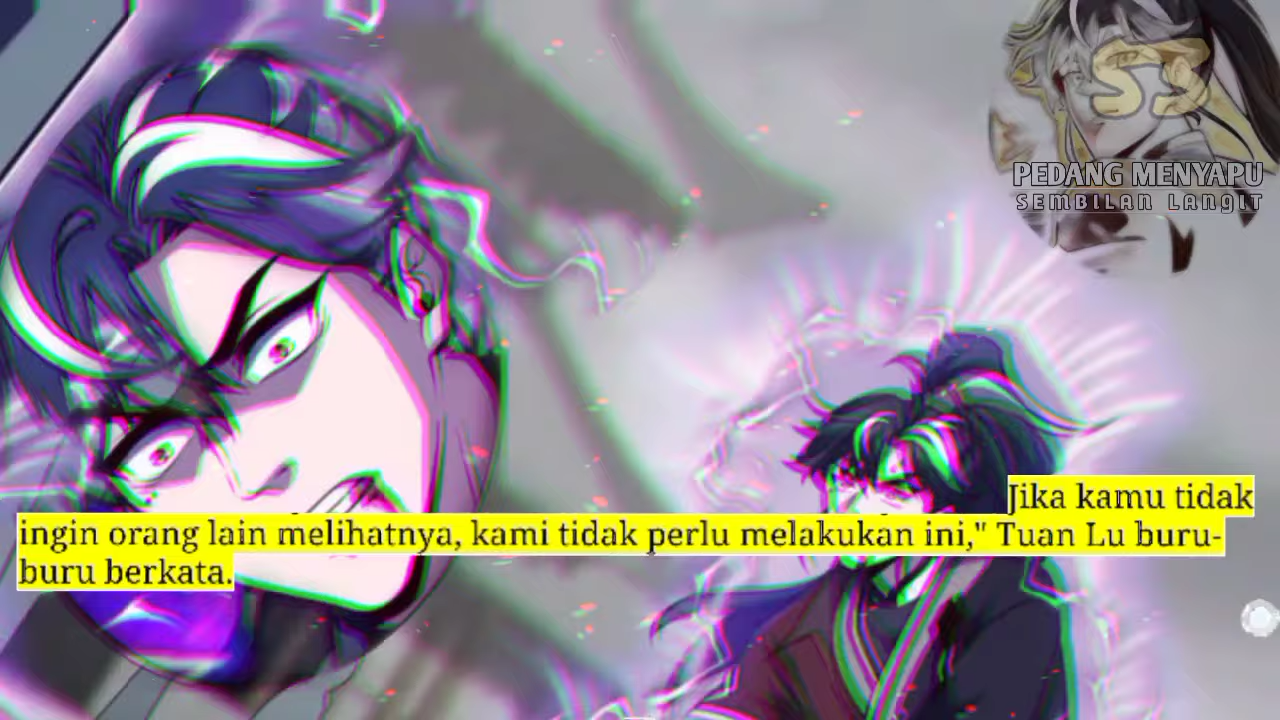 S3
PEDANG MENYAPU
SEMBILAN LANGIT
Jika kamu tidak
ingin orang lain melihatnya, kami tidak perlu melakukan ini," Tuan Lu buru-
buru berkata.